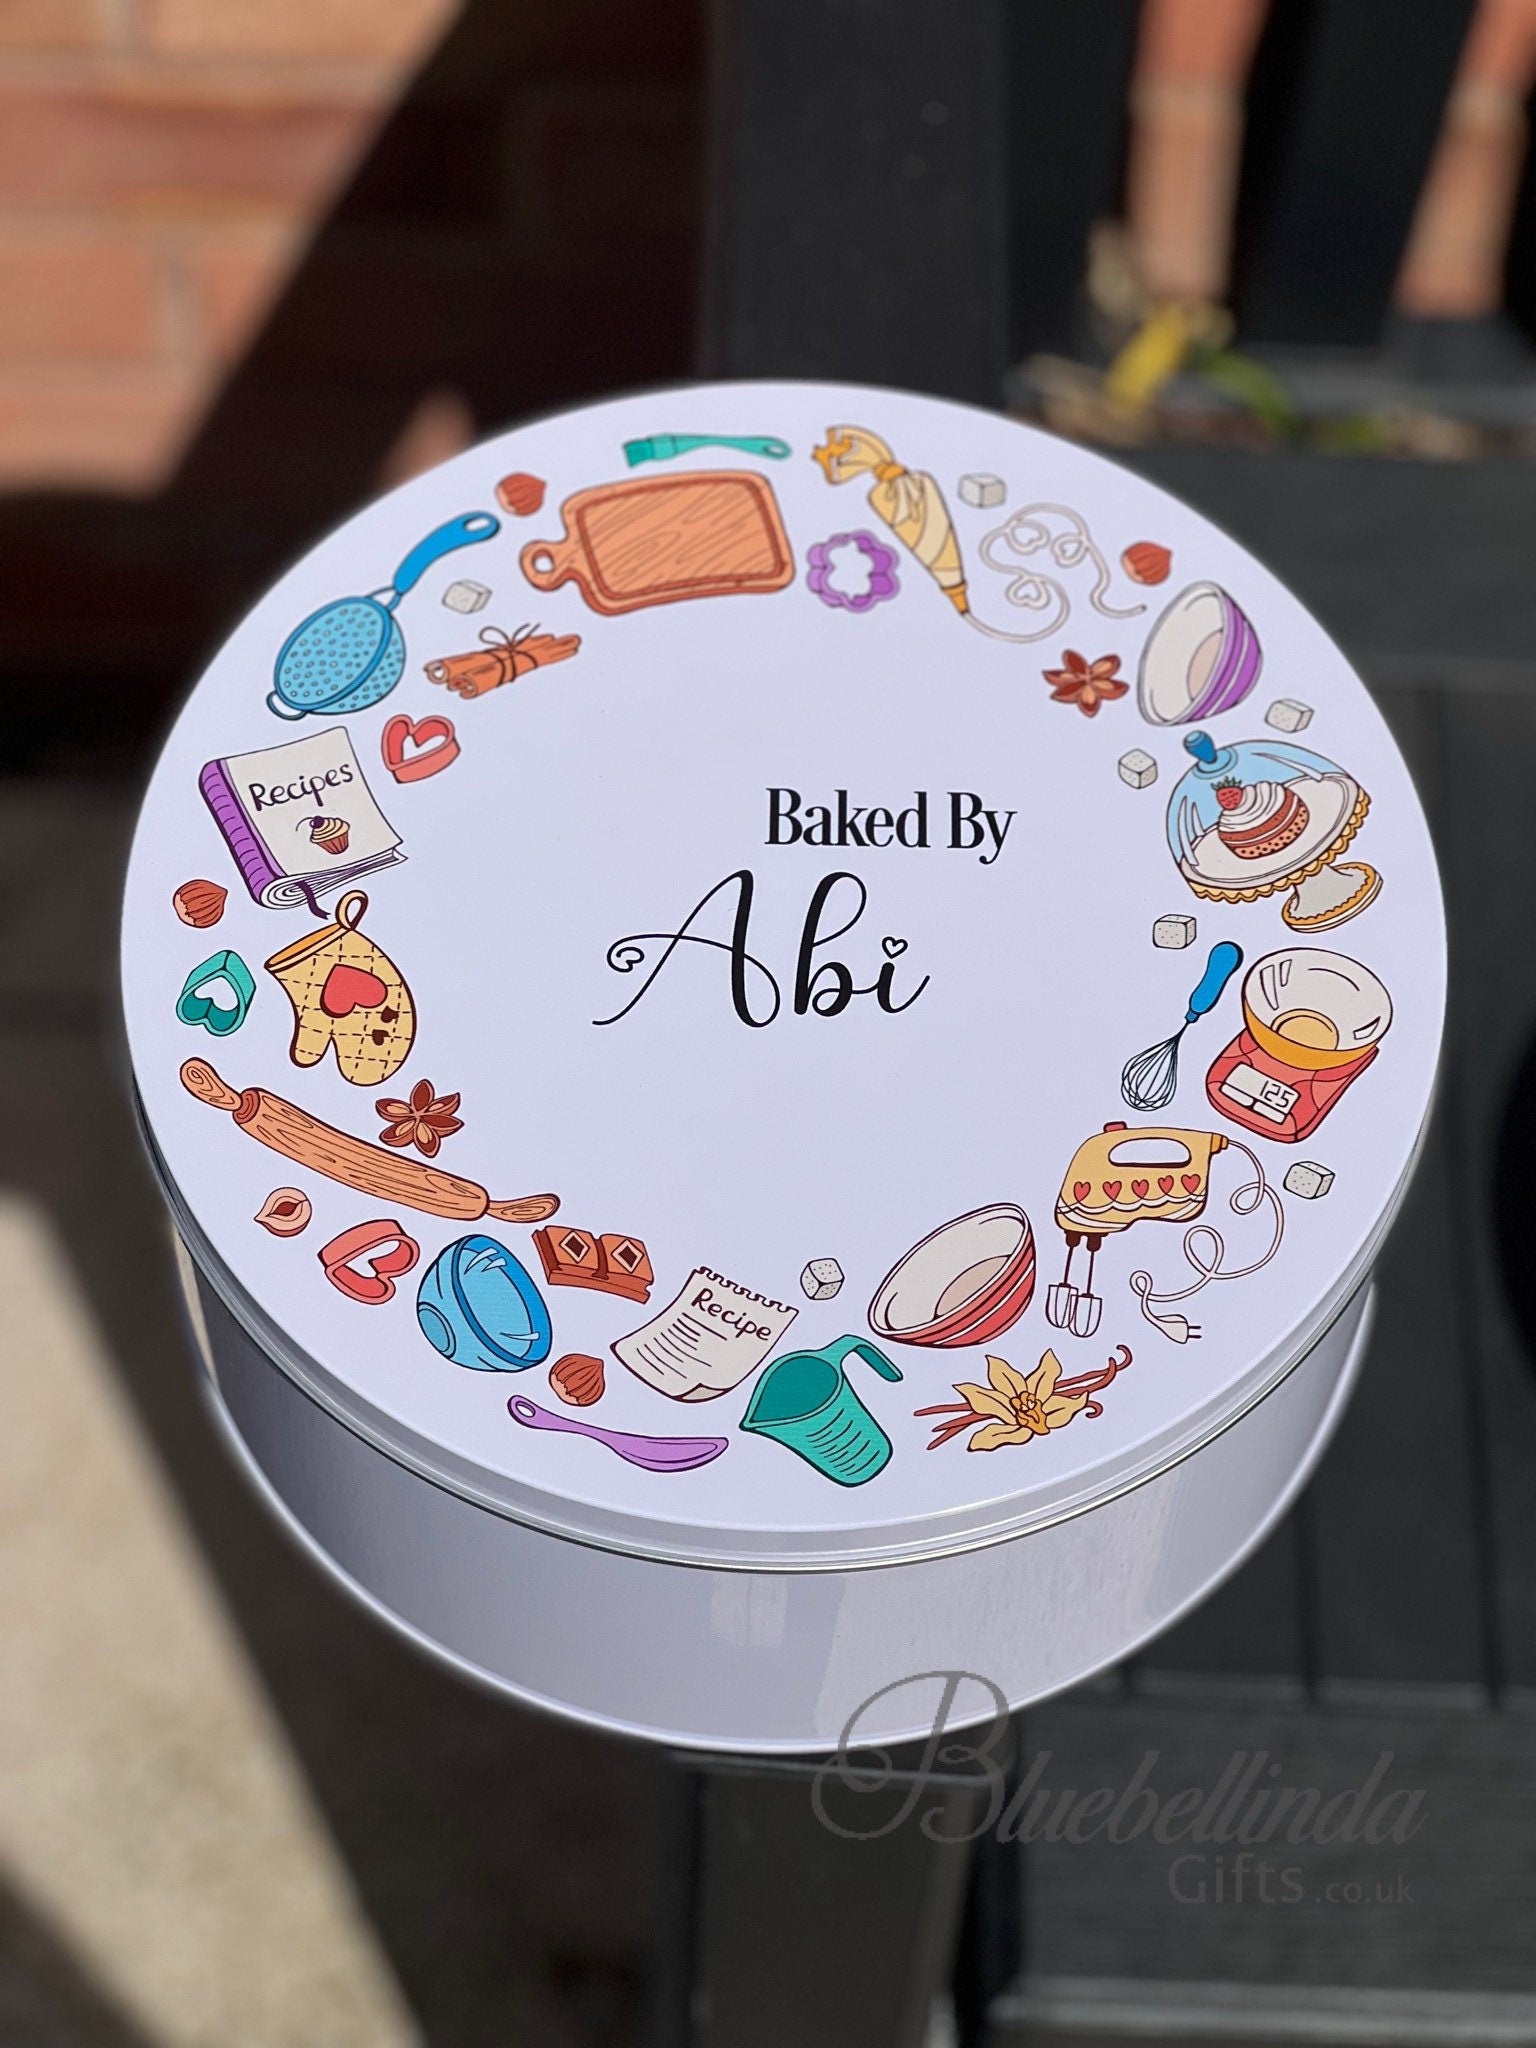 Baked By
Abi
Recipes
125
Recipe
Bluebellinda
Gifts.co.uk